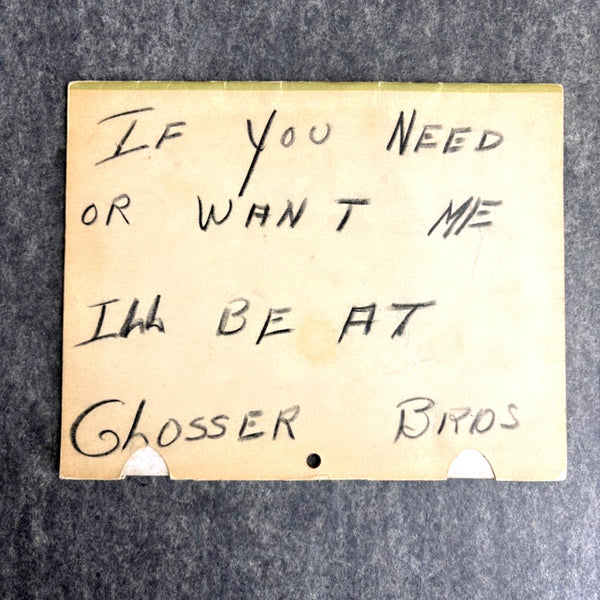 IF YOU NEED
OR WANT ME
ILL BE AT
GLOSSER BROS